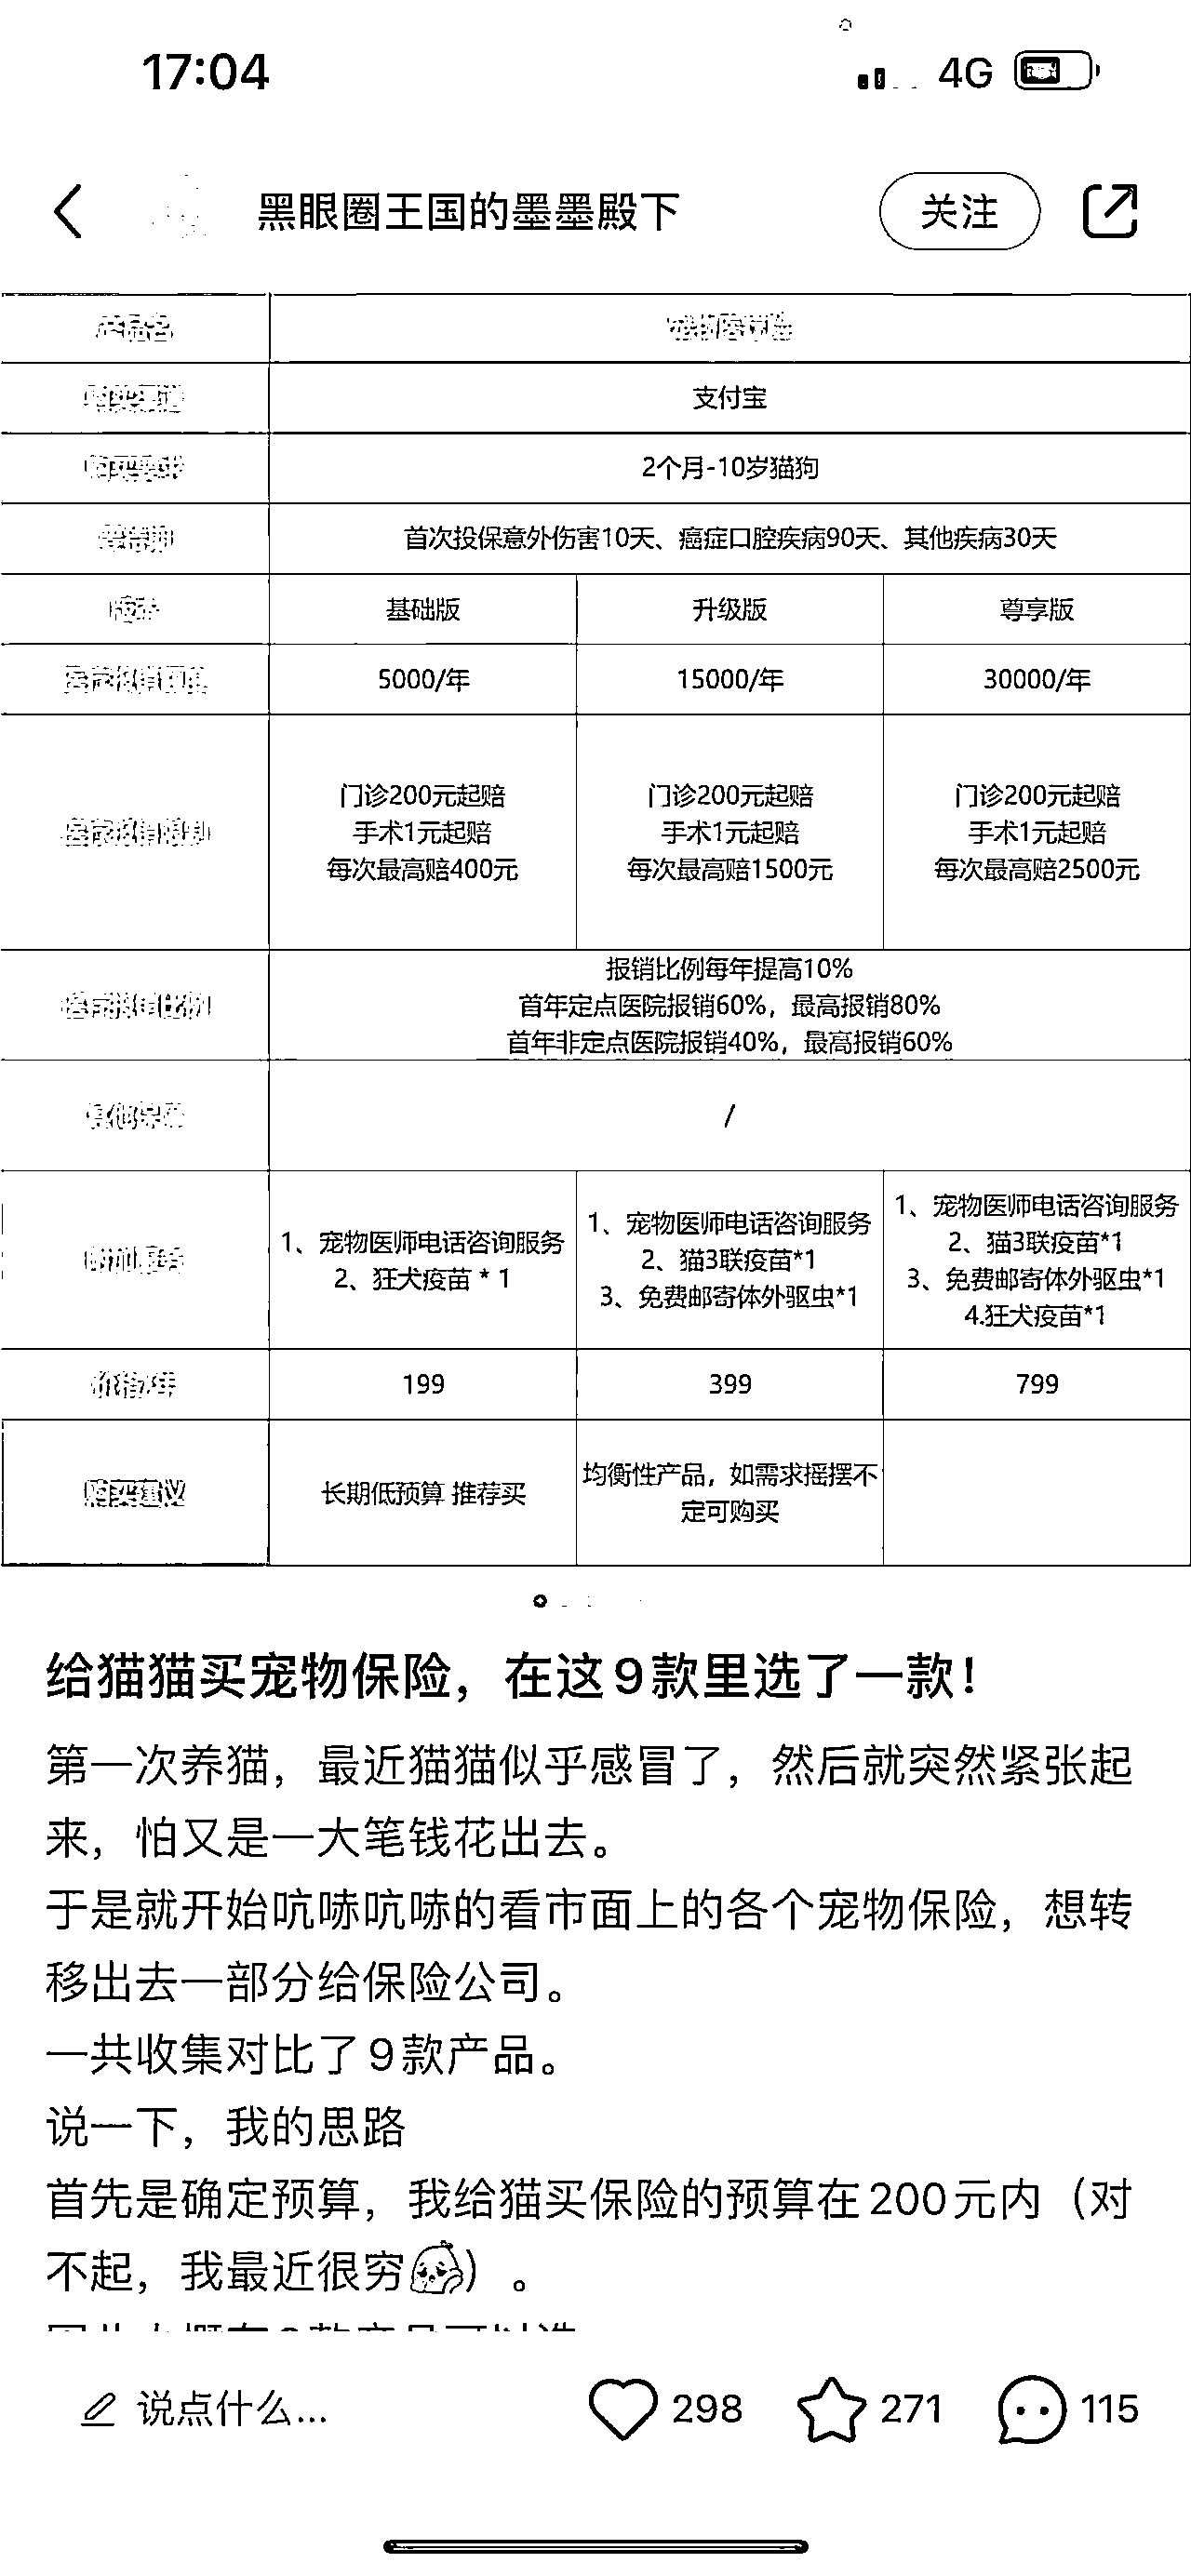 17:04 4G
黑眼圈王国的墨墨殿下 关注
支付宝
2个月-10岁猫狗
首次投保意外伤害10天、癌症口腔疾病90天、其他疾病30天
基础版 升级版 尊享版
5000/年 15000/年 30000/年
门诊200元起赔 门诊200元起赔 门诊200元起赔
手术1元起赔 手术1元起赔 手术1元起赔
每次最高赔400元 每次最高赔1500元 每次最高赔2500元
报销比例每年提高10%
首年定点医院报销60%，最高报销80%
首年非定点医院报销40%，最高报销60%
/
1、宠物医师电话咨询服务
2、狂犬疫苗 * 1
1、宠物医师电话咨询服务
2、猫3联疫苗*1
3、免费邮寄体外驱虫*1
1、宠物医师电话咨询服务
2、猫3联疫苗*1
3、免费邮寄体外驱虫*1
4.狂犬疫苗*1
199 399 799
购买建议
长期低预算 推荐买
均衡性产品，如需求摇摆不
定可购买
给猫猫买宠物保险，在这9款里选了一款！
第一次养猫，最近猫猫似乎感冒了，然后就突然紧张起
来，怕又是一大笔钱花出去。
于是就开始吭哧吭哧的看市面上的各个宠物保险，想转
移出去一部分给保险公司。
一共收集对比了9款产品。
说一下，我的思路
首先是确定预算，我给猫买保险的预算在200元内（对
不起，我最近很穷）。
说点什么... 298 271 115